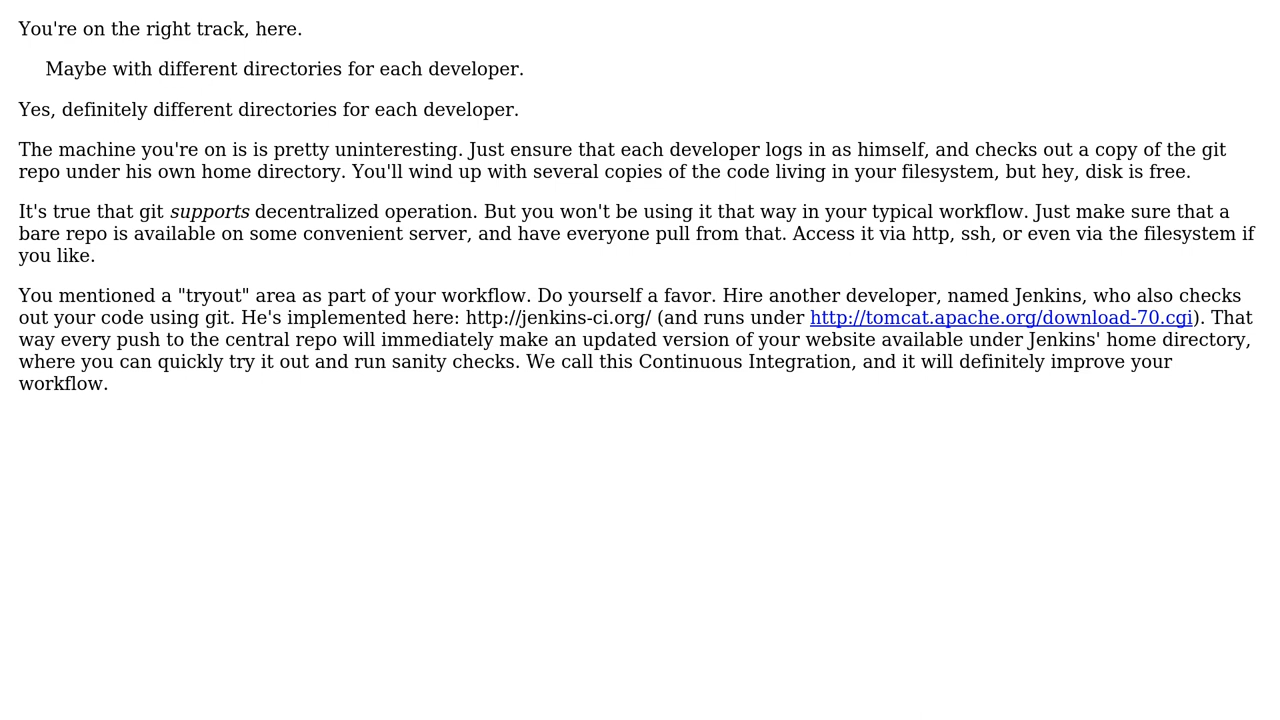 You're on the right track, here.
Maybe with different directories for each developer.
Yes, definitely different directories for each developer.
The machine you're on is is pretty uninteresting. Just ensure that each developer logs in as himself, and checks out a copy of the git
repo under his own home directory. You'll wind up with several copies of the code living in your filesystem, but hey, disk is free.
It's true that git supports decentralized operation. But you won't be using it that way in your typical workflow. Just make sure that a
bare repo is available on some convenient server, and have everyone pull from that. Access it via http, ssh, or even via the filesystem if
you like.
You mentioned a "tryout" area as part of your workflow. Do yourself a favor. Hire another developer, named Jenkins, who also checks
out your code using git. He's implemented here: http://jenkins-ci.org/ (and runs under http://tomcat.apache.org/download-70.cgi). That
way every push to the central repo will immediately make an updated version of your website available under Jenkins' home directory,
where you can quickly try it out and run sanity checks. We call this Continuous Integration, and it will definitely improve your
workflow.